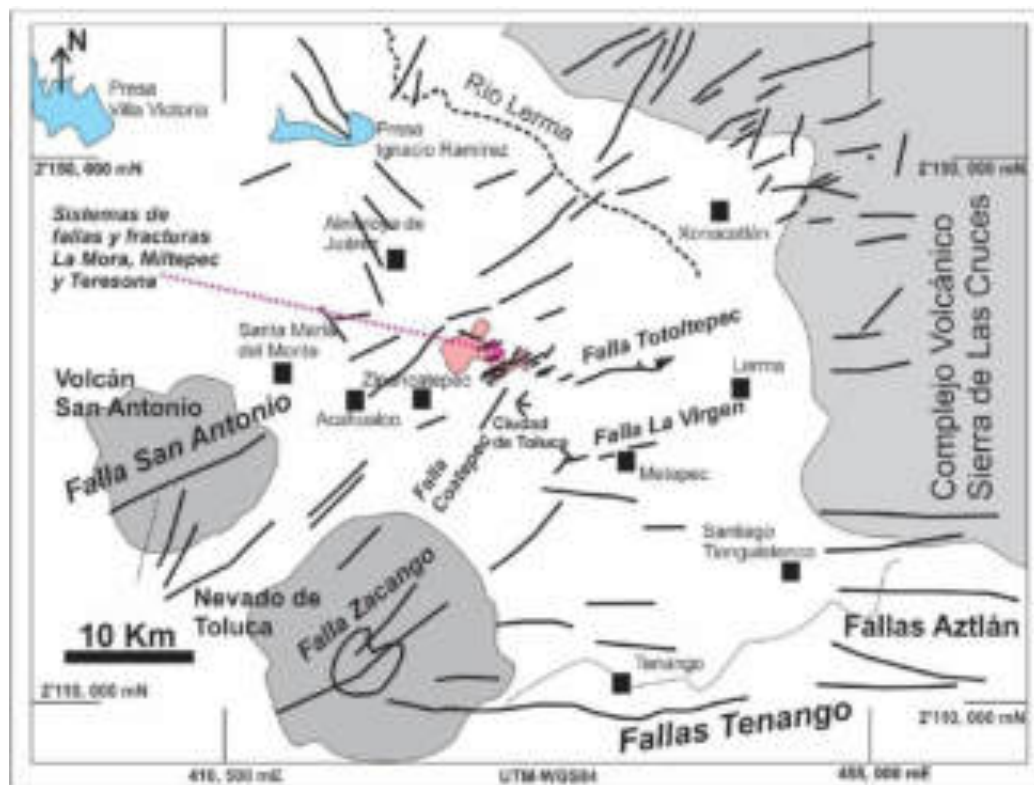 N
Presa
Villa Victoria
Presa
Ignacio Ramírez
Rio Lerma
2'150, 000 mN
2'150, 000 mN
Sistemas de
fallas y fracturas
La Mora, Miltepec
y Teresona
Almoloya de
Juárez
Xonacatlán
Complejo Volcánico
Sierra de Las Cruces
Santa María
del Monte
Zinacatepec
Falla Totoltepec
Lerma
Volcán
San Antonio
Acahualco
Ciudad
de Toluca
Falla La Virgen
Falla San Antonio
Falla
Coatepec
Metepec
Santiago
Nevado de
Toluca
Falla Zacango
10 Km
Fallas Aztlán
Tenango
2'110, 000 mN
2'110, 000 mN
Fallas Tenango
410, 500 mE
UTM-WGS84
455, 000 mE